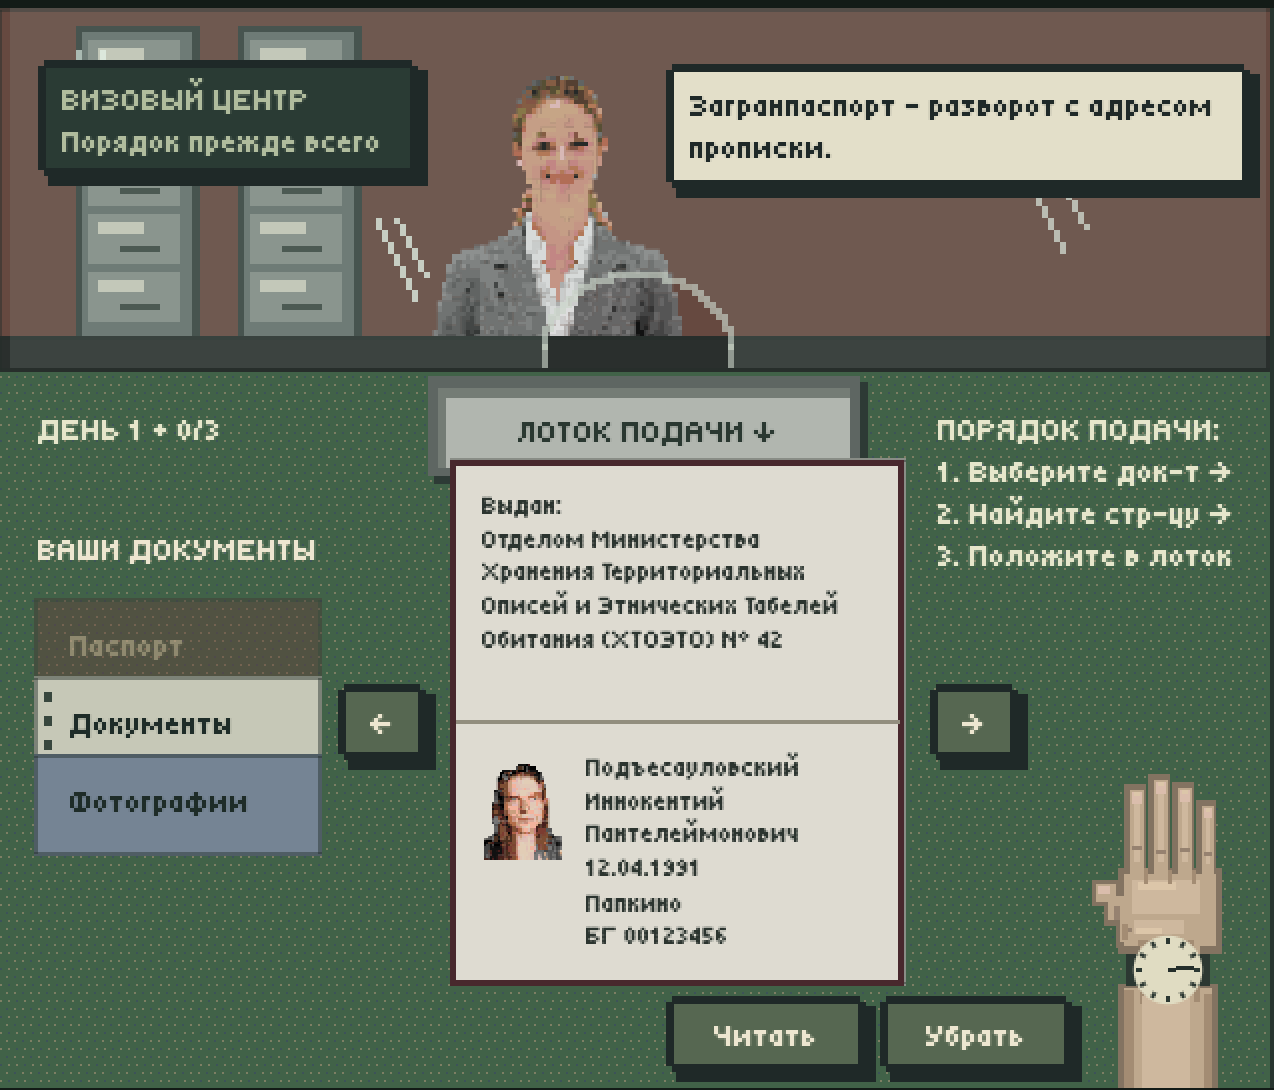 ВИЗОВЫЙ ЦЕНТР
Порядок прежде всего
Загранпаспорт – разворот с адресом
прописки.
ДЕНЬ 1 + 0/3
ЛОТОК ПОДАЧИ ↓
ПОРЯДОК ПОДАЧИ:
1. Выберите док-т →
2. Найдите стр-цу →
3. Положите в лоток
ВАШИ ДОКУМЕНТЫ
Паспорт
Документы
Фотографии
←
Выдан:
Отделом Министерства
Хранения Территориальных
Описей и Этнических Табелей
Обитания (ХТОЭТО) № 42
Подъесауловский
Иннокентий
Пантелеймонович
12.04.1991
Папкино
БГ 00123456
→
Читать
Убрать